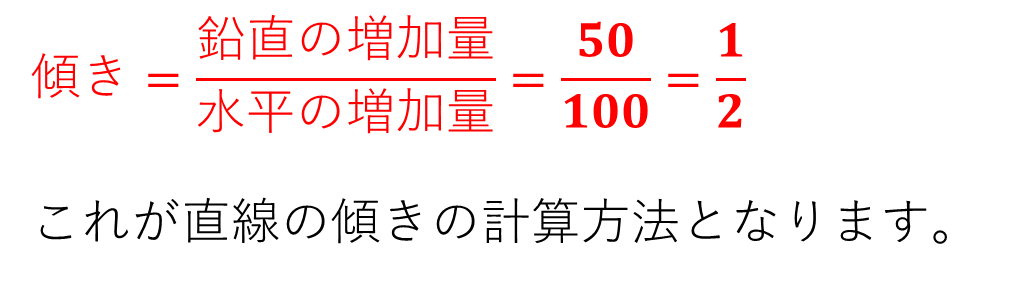 傾き = 鉛直の増加量/水平の増加量 = 50/100 = 1/2
これが直線の傾きの計算方法となります。